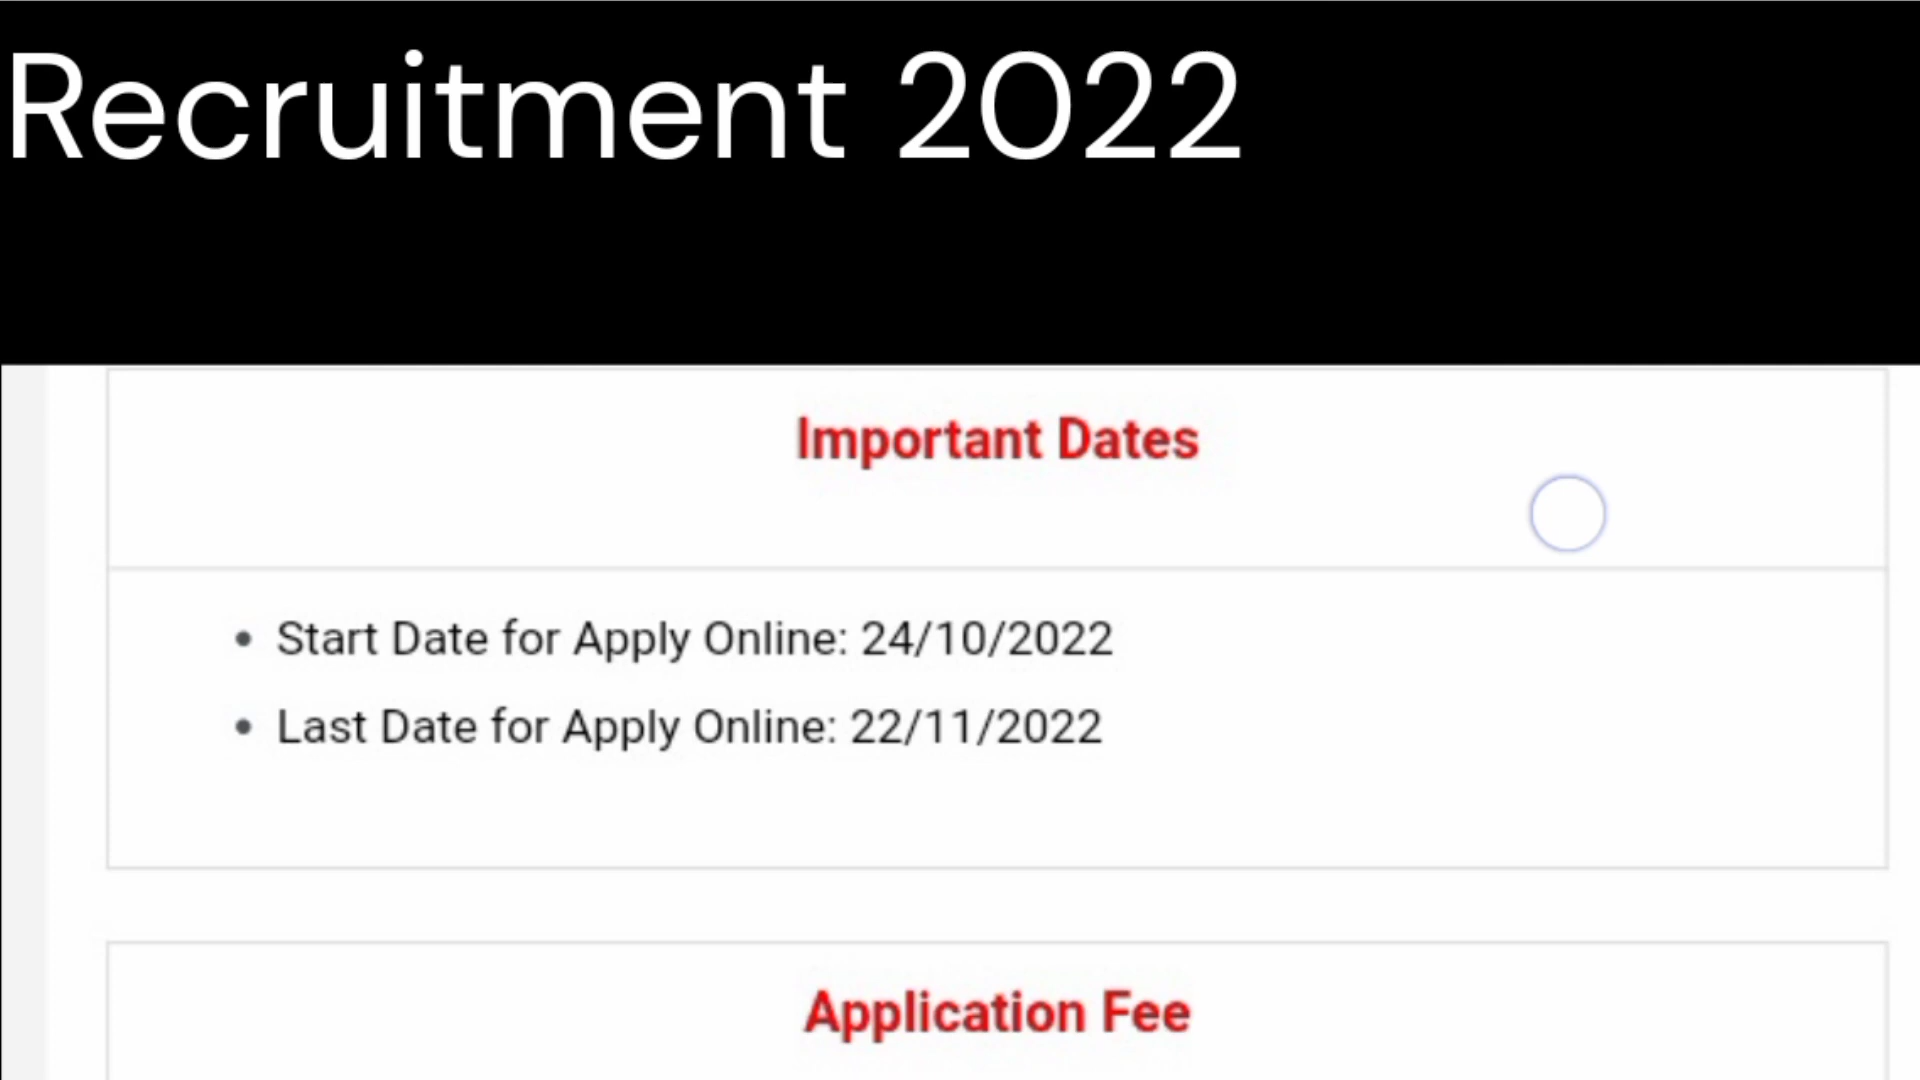 Recruitment 2022
Important Dates
Start Date for Apply Online: 24/10/2022
Last Date for Apply Online: 22/11/2022
Application Fee